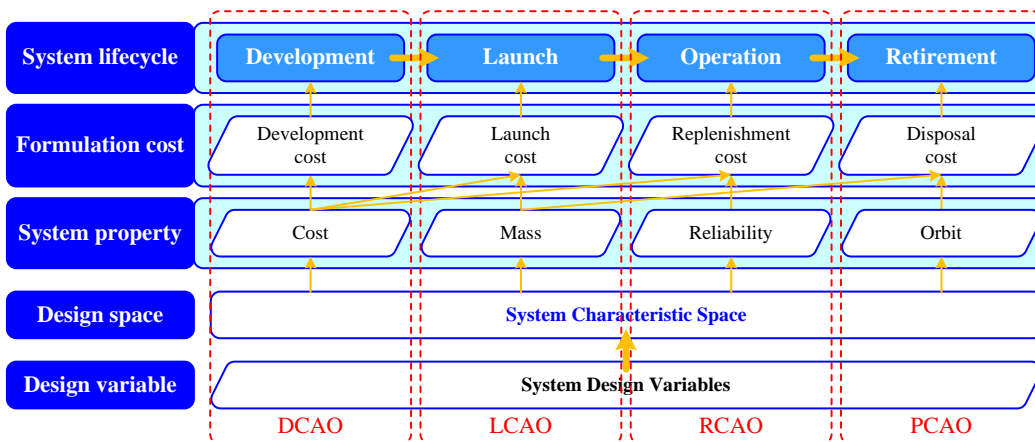 System lifecycle
Development
Launch
Operation
Retirement
Formulation cost
Development
cost
Launch
cost
Replenishment
cost
Disposal
cost
System property
Cost
Mass
Reliability
Orbit
Design space
System Characteristic Space
Design variable
System Design Variables
DCAO
LCAO
RCAO
PCAO